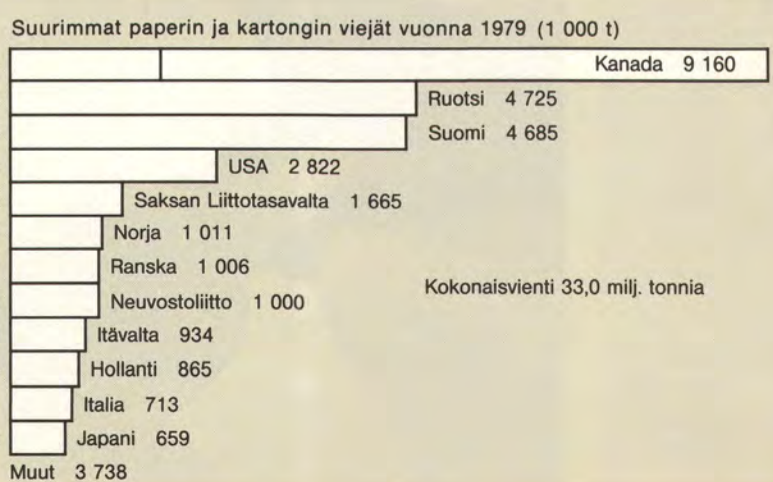 Suurimmat paperin ja kartongin viejät vuonna 1979 (1 000 t)
Kanada 9 160
Ruotsi 4 725
Suomi 4 685
USA 2 822
Saksan Liittotasavalta 1 665
Norja 1 011
Ranska 1 006
Neuvostoliitto 1 000
Kokonaisvienti 33,0 milj. tonnia
Itävalta 934
Hollanti 865
Italia 713
Japani 659
Muut 3 738